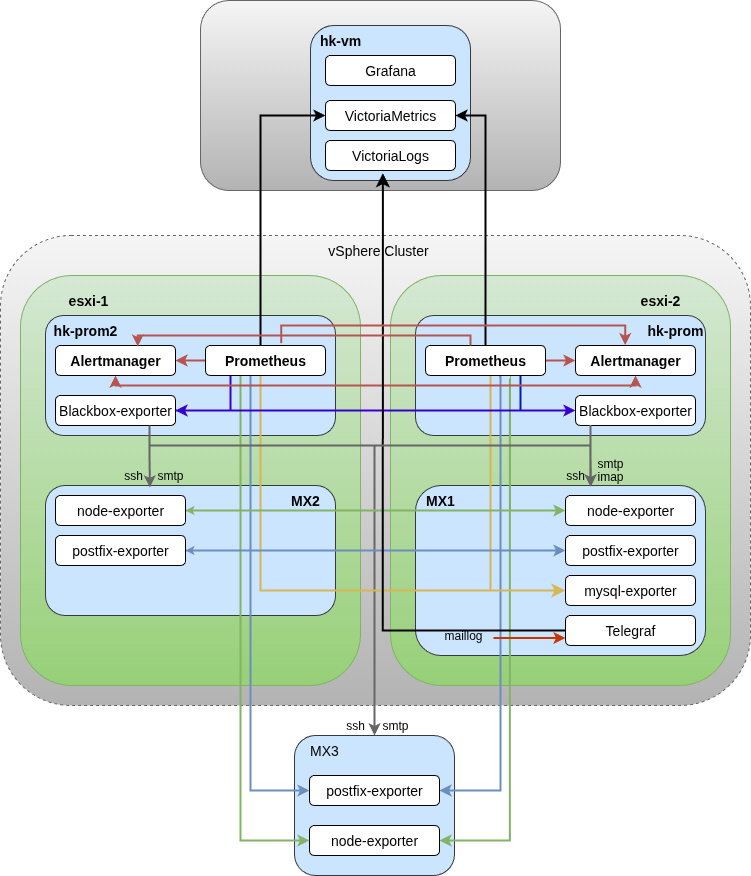 hk-vm
Grafana
VictoriaMetrics
VictoriaLogs
vSphere Cluster
esxi-1
esxi-2
hk-prom2
hk-prom
Alertmanager
Prometheus
Prometheus
Alertmanager
Blackbox-exporter
Blackbox-exporter
ssh
smtp
ssh
smtp
imap
MX2
MX1
node-exporter
node-exporter
postfix-exporter
postfix-exporter
mysql-exporter
Telegraf
maillog
ssh
smtp
MX3
postfix-exporter
node-exporter